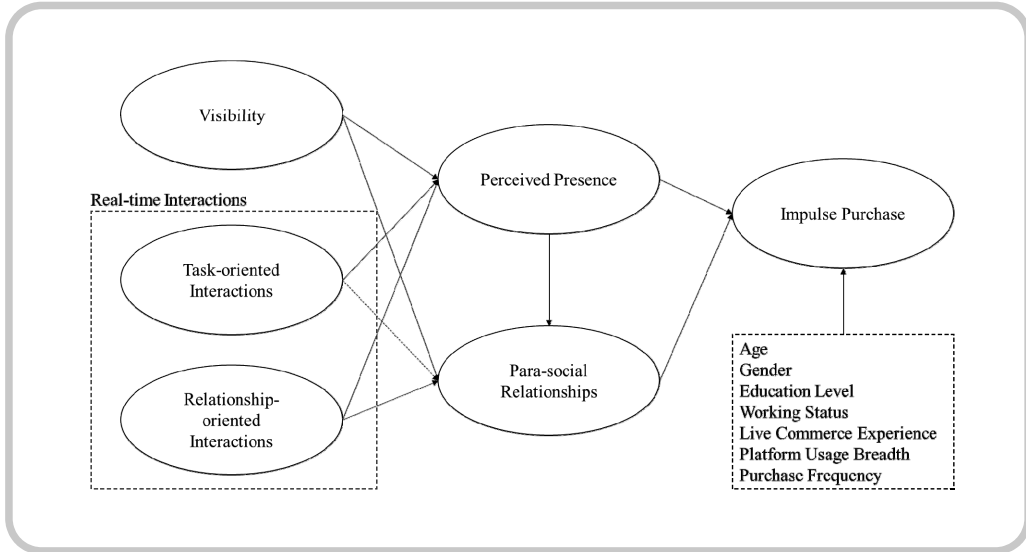 Visibility
Real-time Interactions
Task-oriented
Interactions
Relationship-
oriented
Interactions
Perceived Presence
Para-social
Relationships
Impulse Purchase
Age
Gender
Education Level
Working Status
Live Commerce Experience
Platform Usage Breadth
Purchase Frequency